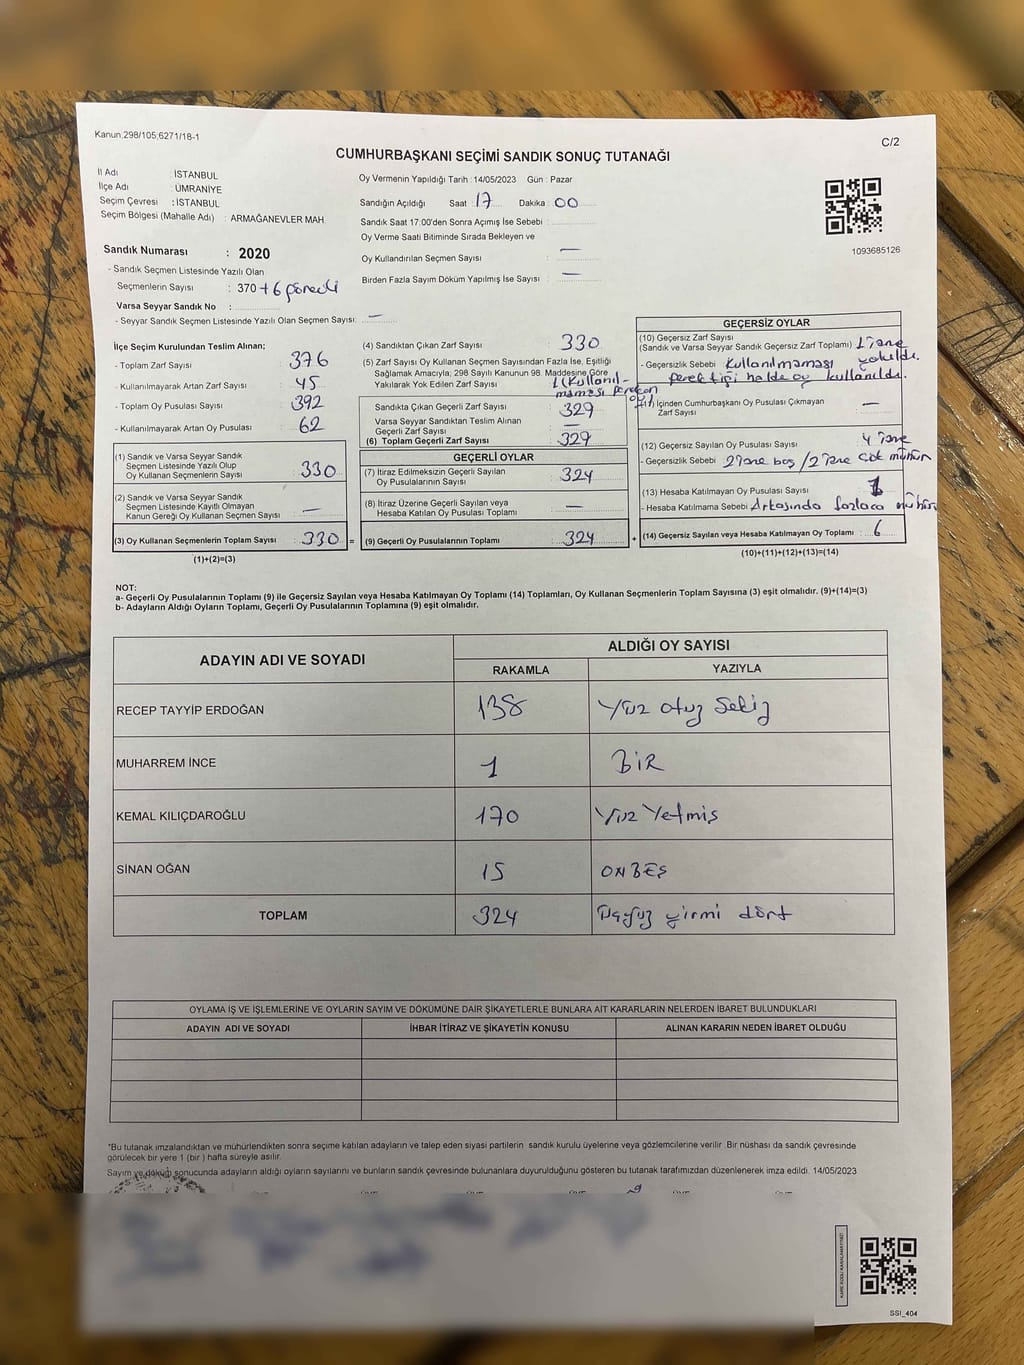 Kanun.298/105;6271/18-1
C/2
CUMHURBAŞKANI SEÇİMİ SANDIK SONUÇ TUTANAĞI
İl Adı : İSTANBUL
İlçe Adı : ÜMRANİYE
Seçim Çevresi : İSTANBUL
Seçim Bölgesi (Mahalle Adı) : ARMAĞANEVLER MAH
Sandık Numarası : 2020
- Sandık Seçmen Listesinde Yazılı Olan
Seçmenlerin Sayısı : 370 +6 görevli
Varsa Seyyar Sandık No :
- Seyyar Sandık Seçmen Listesinde Yazılı Olan Seçmen Sayısı: —
Oy Vermenin Yapıldığı Tarih : 14/05/2023 Gün : Pazar
Sandığın Açıldığı Saat : 17 Dakika : 00
Sandık Saat 17:00'den Sonra Açımış İse Sebebi :
Oy Verme Saati Bitiminde Sırada Bekleyen ve
Oy Kullandırılan Seçmen Sayısı : —
Birden Fazla Sayım Döküm Yapılmış İse Sayısı : —
1093685126
İlçe Seçim Kurulundan Teslim Alınan;
- Toplam Zarf Sayısı : 376
- Kullanılmayarak Artan Zarf Sayısı : 45
- Toplam Oy Pusulası Sayısı : 392
- Kullanılmayarak Artan Oy Pusulası : 62
(1) Sandık ve Varsa Seyyar Sandık
Seçmen Listesinde Yazılı Olup
Oy Kullanan Seçmenlerin Sayısı : 330
(2) Sandık ve Varsa Seyyar Sandık
Seçmen Listesinde Kayıtlı Olmayan
Kanun Gereği Oy Kullanan Seçmen Sayısı : —
(3) Oy Kullanan Seçmenlerin Toplam Sayısı : 330 =
(1)+(2)=(3)
(4) Sandıktan Çıkan Zarf Sayısı : 330
(5) Zarf Sayısı Oy Kullanan Seçmen Sayısından Fazla İse, Eşitliği
Sağlamak Amacıyla; 298 Sayılı Kanunun 98. Maddesine Göre
Yakılarak Yok Edilen Zarf Sayısı : 1 (Kullanıl-
maması gereken
oy)
Sandıkta Çıkan Geçerli Zarf Sayısı : 329
Varsa Seyyar Sandıktan Teslim Alınan
Geçerli Zarf Sayısı : —
(6) Toplam Geçerli Zarf Sayısı : 329
GEÇERLİ OYLAR
(7) İtiraz Edilmeksizin Geçerli Sayılan
Oy Pusulasının Sayısı : 324
(8) İtiraz Üzerine Geçerli Sayılan veya
Hesaba Katılan Oy Pusulası Toplamı : —
(9) Geçerli Oy Pusulalarının Toplamı : 324 +
GEÇERSİZ OYLAR
(10) Geçersiz Zarf Sayısı
(Sandık ve Varsa Seyyar Sandık Geçersiz Zarf Toplamı) 1 Tane
- Geçersizlik Sebebi : Kullanılmaması yakıldı.
gerektiği halde oy kullanıldı.
(11) İçinden Cumhurbaşkanı Oy Pusulası Çıkmayan
Zarf Sayısı : —
(12) Geçersiz Sayılan Oy Pusulası Sayısı : 4 Tane
- Geçersizlik Sebebi : 2 Tane boş / 2 Tane çok mühür
(13) Hesaba Katılmayan Oy Pusulası Sayısı : 1
- Hesaba Katılmama Sebebi : Arkasında fazlaca mühür
(14) Geçersiz Sayılan veya Hesaba Katılmayan Oy Toplamı : 6
(10)+(11)+(12)+(13)=(14)
NOT:
a- Geçerli Oy Pusulalarının Toplamı (9) ile Geçersiz Sayılan veya Hesaba Katılmayan Oy Toplamı (14) Toplamları, Oy Kullanan Seçmenlerin Toplam Sayısına (3) eşit olmalıdır. (9)+(14)=(3)
b- Adayların Aldığı Oyların Toplamı, Geçerli Oy Pusulalarının Toplamına (9) eşit olmalıdır.
ADAYIN ADI VE SOYADI ALDIĞI OY SAYISI
RAKAMLA YAZIYLA
RECEP TAYYİP ERDOĞAN 138 Yüz otuz sekiz
MUHARREM İNCE 1 BİR
KEMAL KILIÇDAROĞLU 170 Yüz Yetmiş
SİNAN OĞAN 15 ONBEŞ
TOPLAM 324 Üçyüz yirmi dört
OYLAMA İŞ VE İŞLEMLERİNE VE OYLARIN SAYIM VE DÖKÜMÜNE DAİR ŞİKAYETLERLE BUNLARA AİT KARARLARIN NELERDEN İBARET BULUNDUKLARI
ADAYIN ADI VE SOYADI İHBAR İTİRAZ VE ŞİKAYETİN KONUSU ALINAN KARARIN NEDEN İBARET OLDUĞU
*Bu tutanak imzalandıktan ve mühürlendikten sonra seçime katılan adayların ve talep eden siyasi partilerin sandık kurulu üyelerine veya gözlemcilerine verilir. Bir nüshası da sandık çevresinde
görülecek bir yere 1 (bir ) hafta süreyle asılır.
Sayım ve döküm sonucunda adayların aldığı oyların sayılarını ve bunların sandık çevresinde bulunanlara duyurulduğunu gösteren bu tutanak tarafımızdan düzenlenerek imza edildi. 14/05/2023
SSI_404